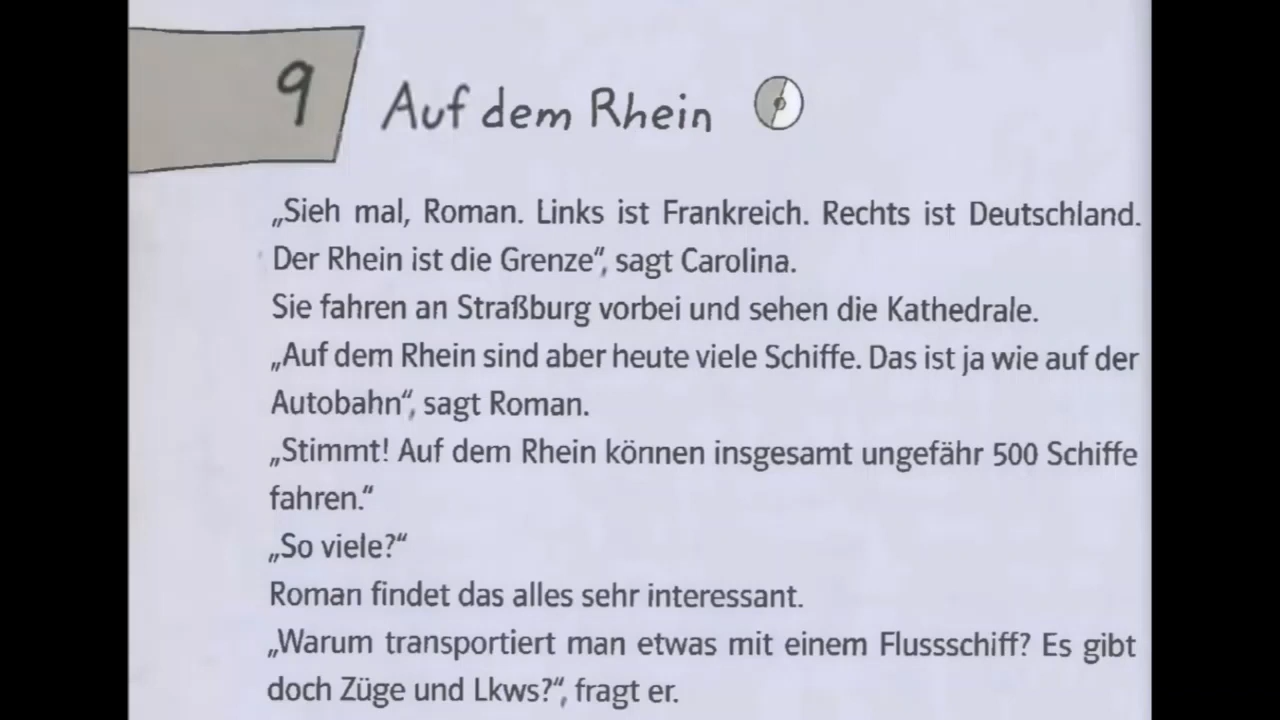 9 Auf dem Rhein
„Sieh mal, Roman. Links ist Frankreich. Rechts ist Deutschland.
Der Rhein ist die Grenze“, sagt Carolina.
Sie fahren an Straßburg vorbei und sehen die Kathedrale.
„Auf dem Rhein sind aber heute viele Schiffe. Das ist ja wie auf der
Autobahn“, sagt Roman.
„Stimmt! Auf dem Rhein können insgesamt ungefähr 500 Schiffe
fahren.“
„So viele?“
Roman findet das alles sehr interessant.
„Warum transportiert man etwas mit einem Flussschiff? Es gibt
doch Züge und Lkws?“, fragt er.